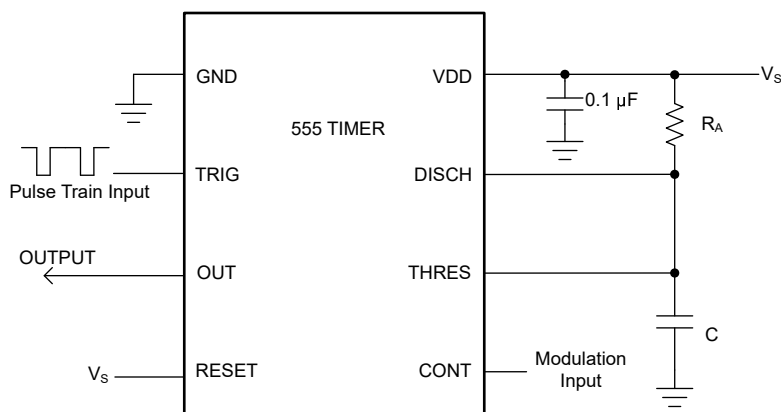 GND
VDD
V_S
0.1 µF
R_A
555 TIMER
TRIG
DISCH
Pulse Train Input
OUTPUT
OUT
THRES
C
V_S
RESET
CONT
Modulation
Input